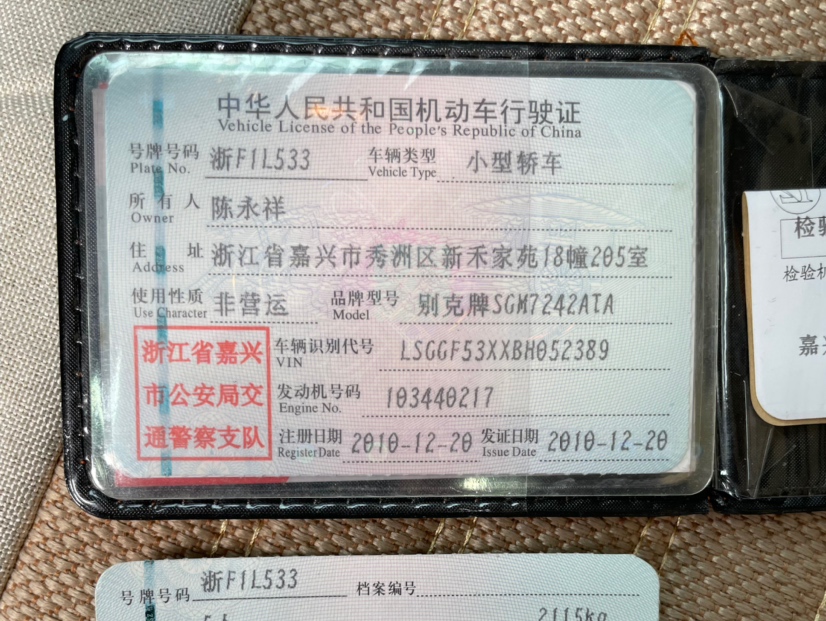 中华人民共和国机动车行驶证
Vehicle License of the People's Republic of China
号牌号码 浙F1L533 车辆类型 小型轿车
Plate No. Vehicle Type
所有人 陈永祥
Owner
住址 浙江省嘉兴市秀洲区新禾家苑18幢205室
Address
使用性质 非营运 品牌型号 别克牌SGM7242ATA
Use Character Model
浙江省嘉兴
市公安局交
通警察支队
车辆识别代号 LSGGF53XXBH052389
VIN
发动机号码 103440217
Engine No.
注册日期 2010-12-20 发证日期 2010-12-20
Register Date Issue Date
号牌号码 浙F1L533 档案编号
2115kg
检验
检验机
嘉兴